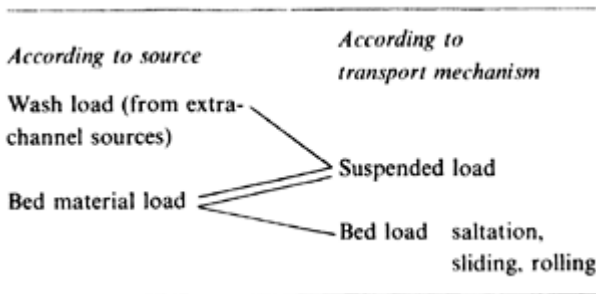 According to source
According to
transport mechanism
Wash load (from extra-
channel sources)
Suspended load
Bed material load
Bed load saltation,
sliding, rolling